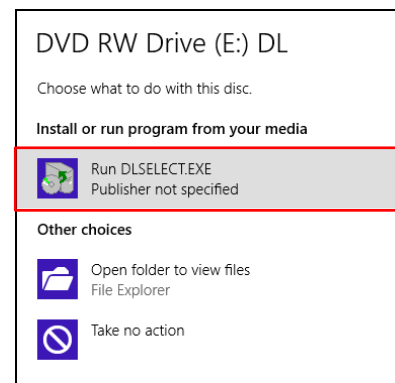 DVD RW Drive (E:) DL
Choose what to do with this disc.
Install or run program from your media
Run DLSELECT.EXE
Publisher not specified
Other choices
Open folder to view files
File Explorer
Take no action